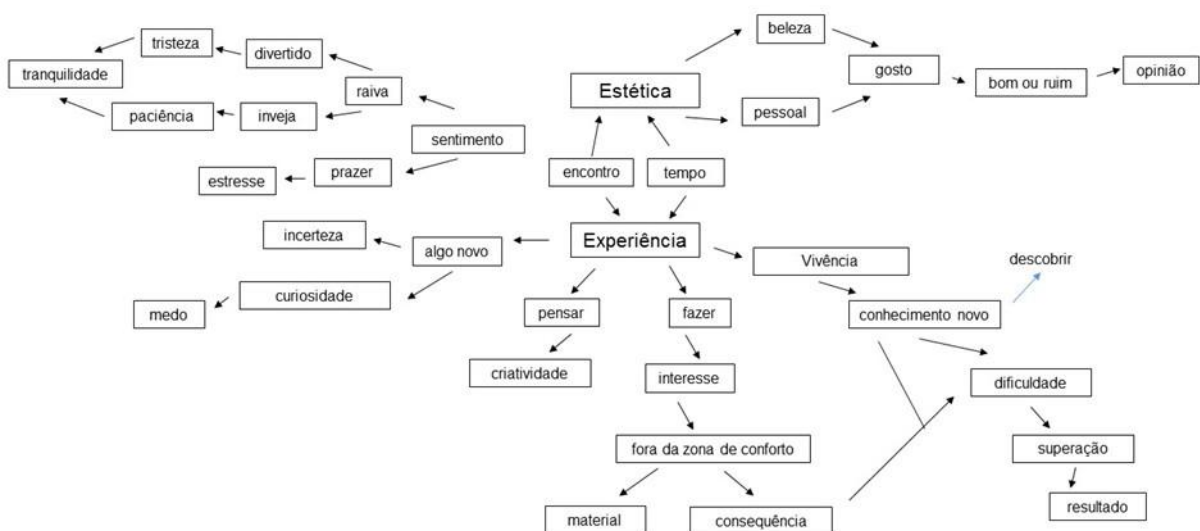 beleza
tristeza
divertido
tranquilidade
gosto
opinião
bom ou ruim
Estética
raiva
paciência
inveja
pessoal
sentimento
prazer
estresse
encontro
tempo
incerteza
algo novo
Experiência
Vivência
descobrir
curiosidade
medo
pensar
fazer
conhecimento novo
criatividade
interesse
dificuldade
fora da zona de conforto
superação
material
consequência
resultado